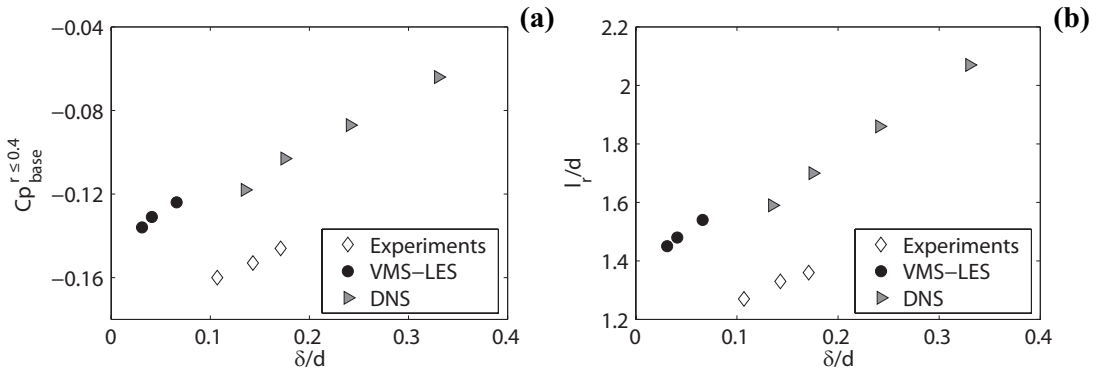 (a)
−0.04
−0.08
−0.12
−0.16
Cp base r ≤ 0.4
0
0.1
0.2
0.3
0.4
δ/d
Experiments
VMS−LES
DNS
(b)
2.2
2
1.8
1.6
1.4
1.2
l_r/d
0
0.1
0.2
0.3
0.4
δ/d
Experiments
VMS−LES
DNS